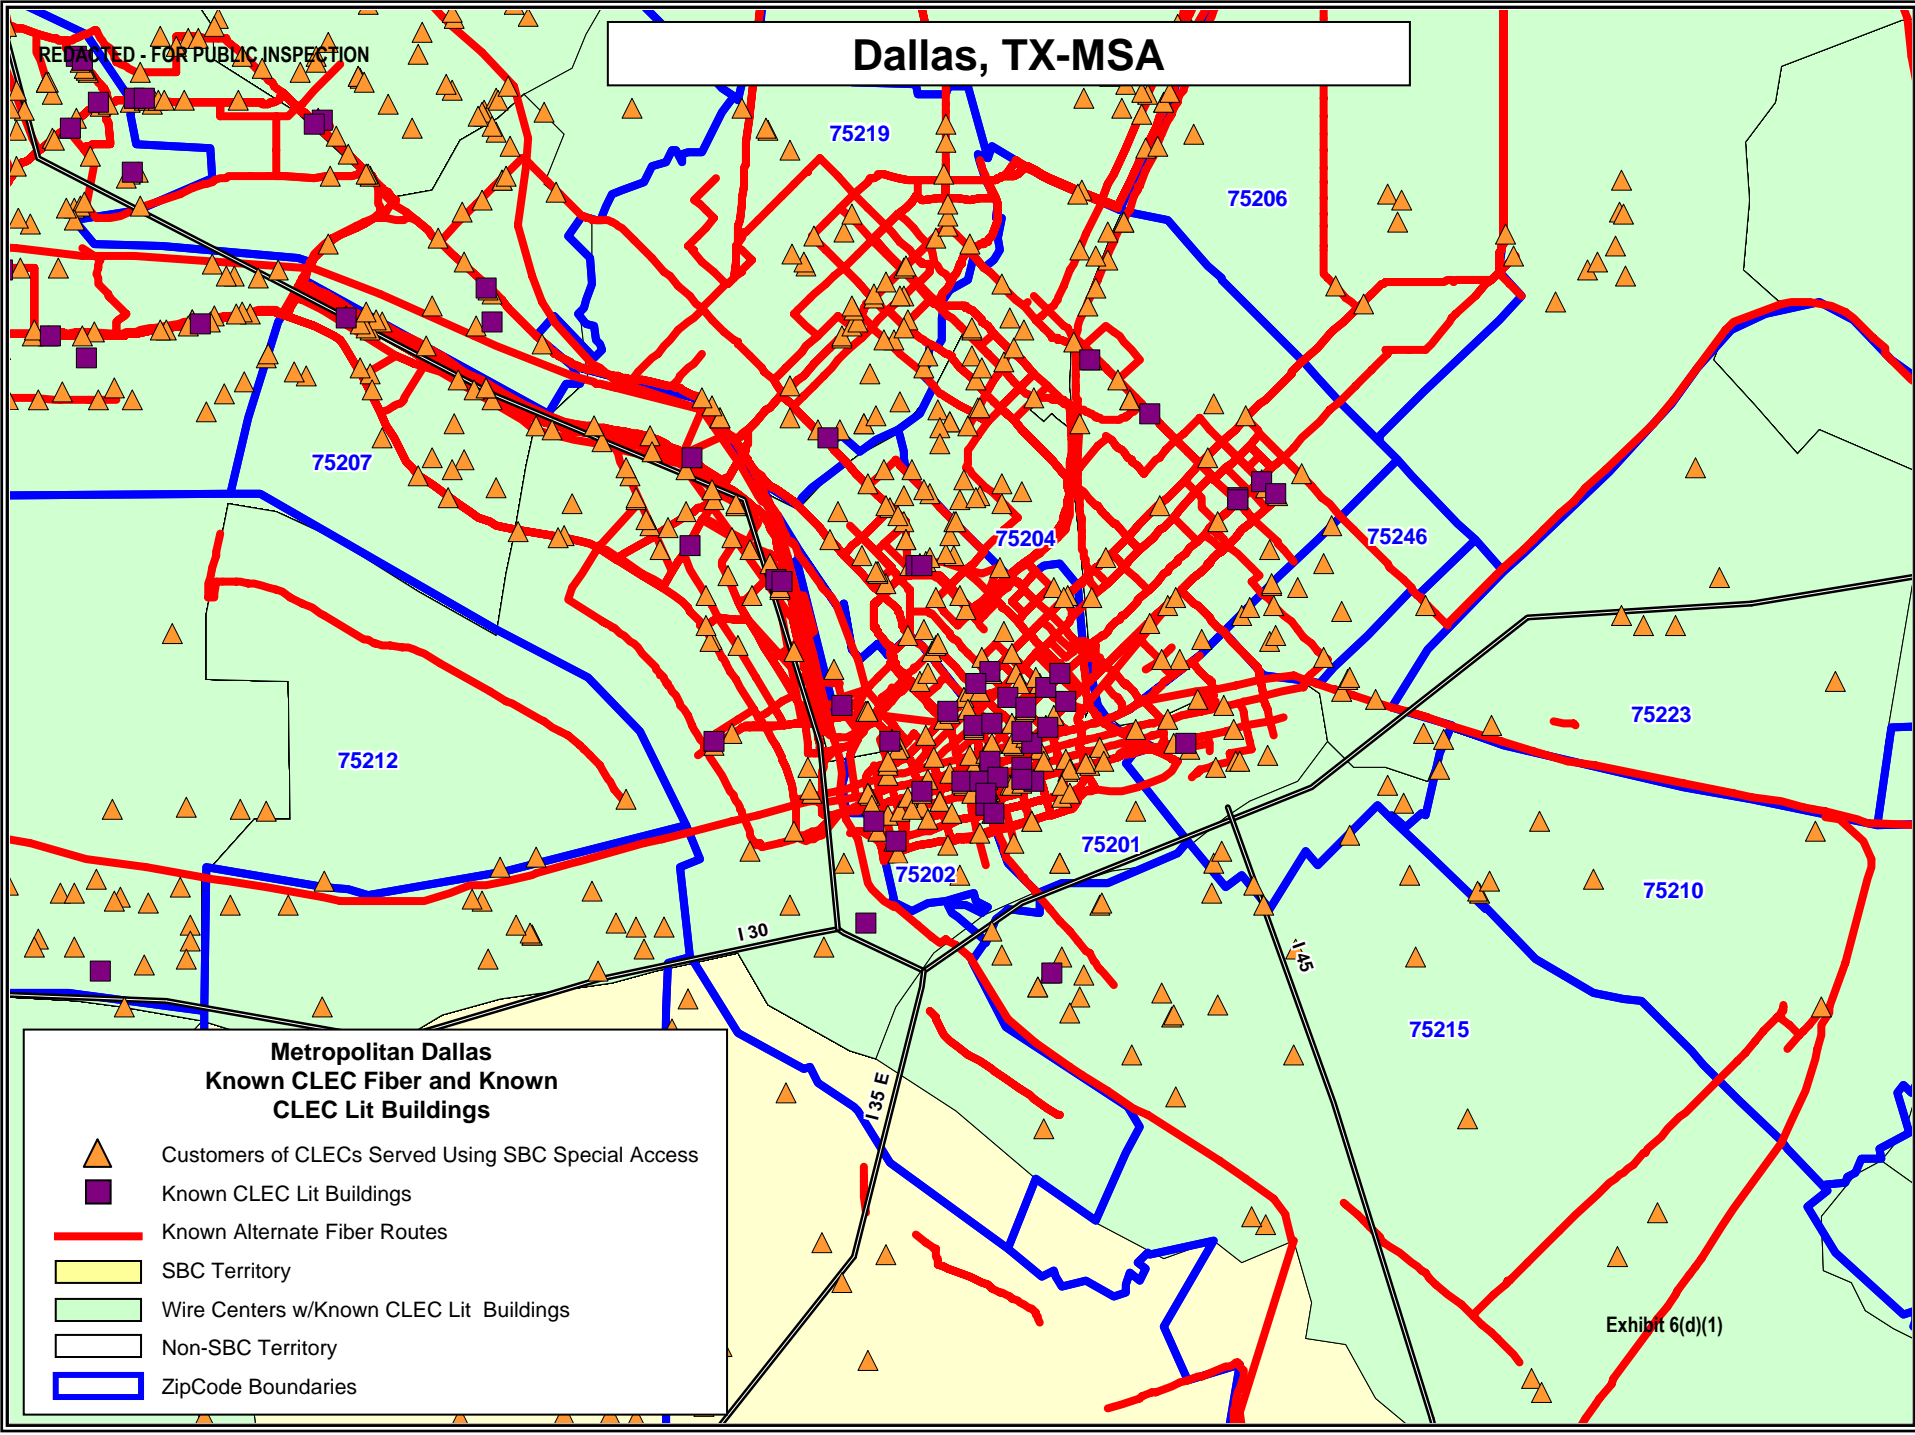 REDACTED - FOR PUBLIC INSPECTION
Dallas, TX-MSA
75219
75206
75207
75204
75246
75223
75212
75201
75202
75210
I 30
I 45
75215
I 35 E
Metropolitan Dallas
Known CLEC Fiber and Known
CLEC Lit Buildings
Customers of CLECs Served Using SBC Special Access
Known CLEC Lit Buildings
Known Alternate Fiber Routes
SBC Territory
Wire Centers w/Known CLEC Lit  Buildings
Non-SBC Territory
ZipCode Boundaries
Exhibit 6(d)(1)